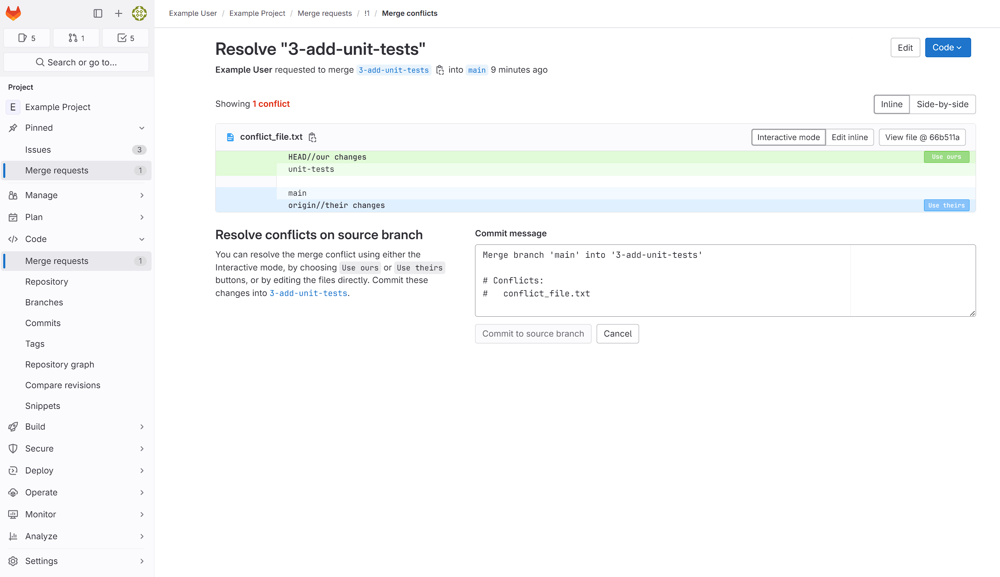 Example User / Example Project / Merge requests / !1 / Merge conflicts
5 1 5
Search or go to...
Project
E Example Project
Pinned
Issues 3
Merge requests 1
Manage
Plan
Code
Merge requests 1
Repository
Branches
Commits
Tags
Repository graph
Compare revisions
Snippets
Build
Secure
Deploy
Operate
Monitor
Analyze
Settings
Resolve "3-add-unit-tests"
Edit Code
Example User requested to merge 3-add-unit-tests into main 9 minutes ago
Showing 1 conflict
Inline Side-by-side
conflict_file.txt
Interactive mode Edit inline View file @ 66b511a
HEAD//our changes Use ours
unit-tests
main
origin//their changes Use theirs
Resolve conflicts on source branch
You can resolve the merge conflict using either the
Interactive mode, by choosing Use ours or Use theirs
buttons, or by editing the files directly. Commit these
changes into 3-add-unit-tests.
Commit message
Merge branch 'main' into '3-add-unit-tests'
# Conflicts:
#   conflict_file.txt
Commit to source branch Cancel